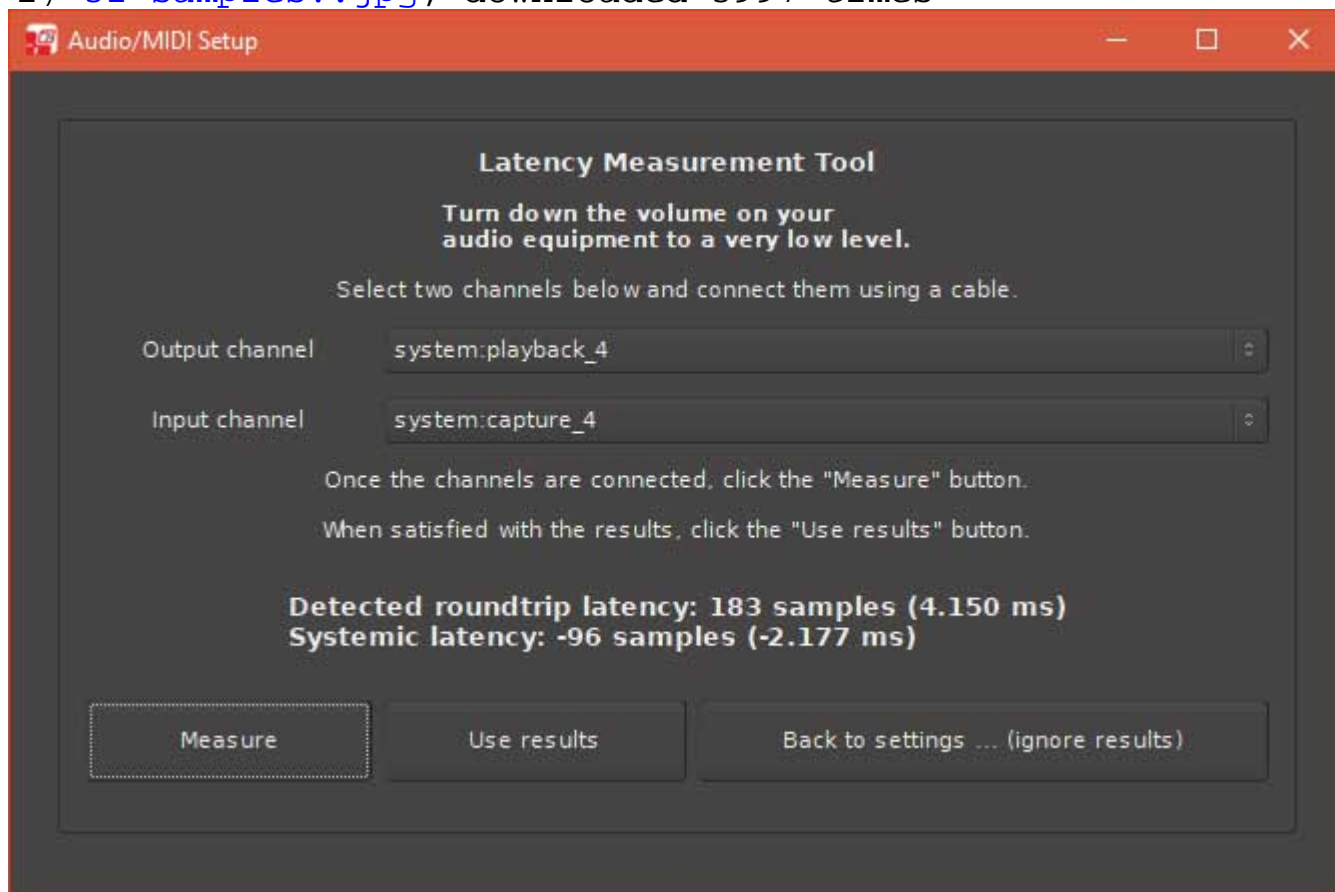 Audio/MIDI Setup
Latency Measurement Tool
Turn down the volume on your
audio equipment to a very low level.
Select two channels below and connect them using a cable.
Output channel system:playback_4
Input channel system:capture_4
Once the channels are connected, click the "Measure" button.
When satisfied with the results, click the "Use results" button.
Detected roundtrip latency: 183 samples (4.150 ms)
Systemic latency: -96 samples (-2.177 ms)
Measure Use results Back to settings ... (ignore results)